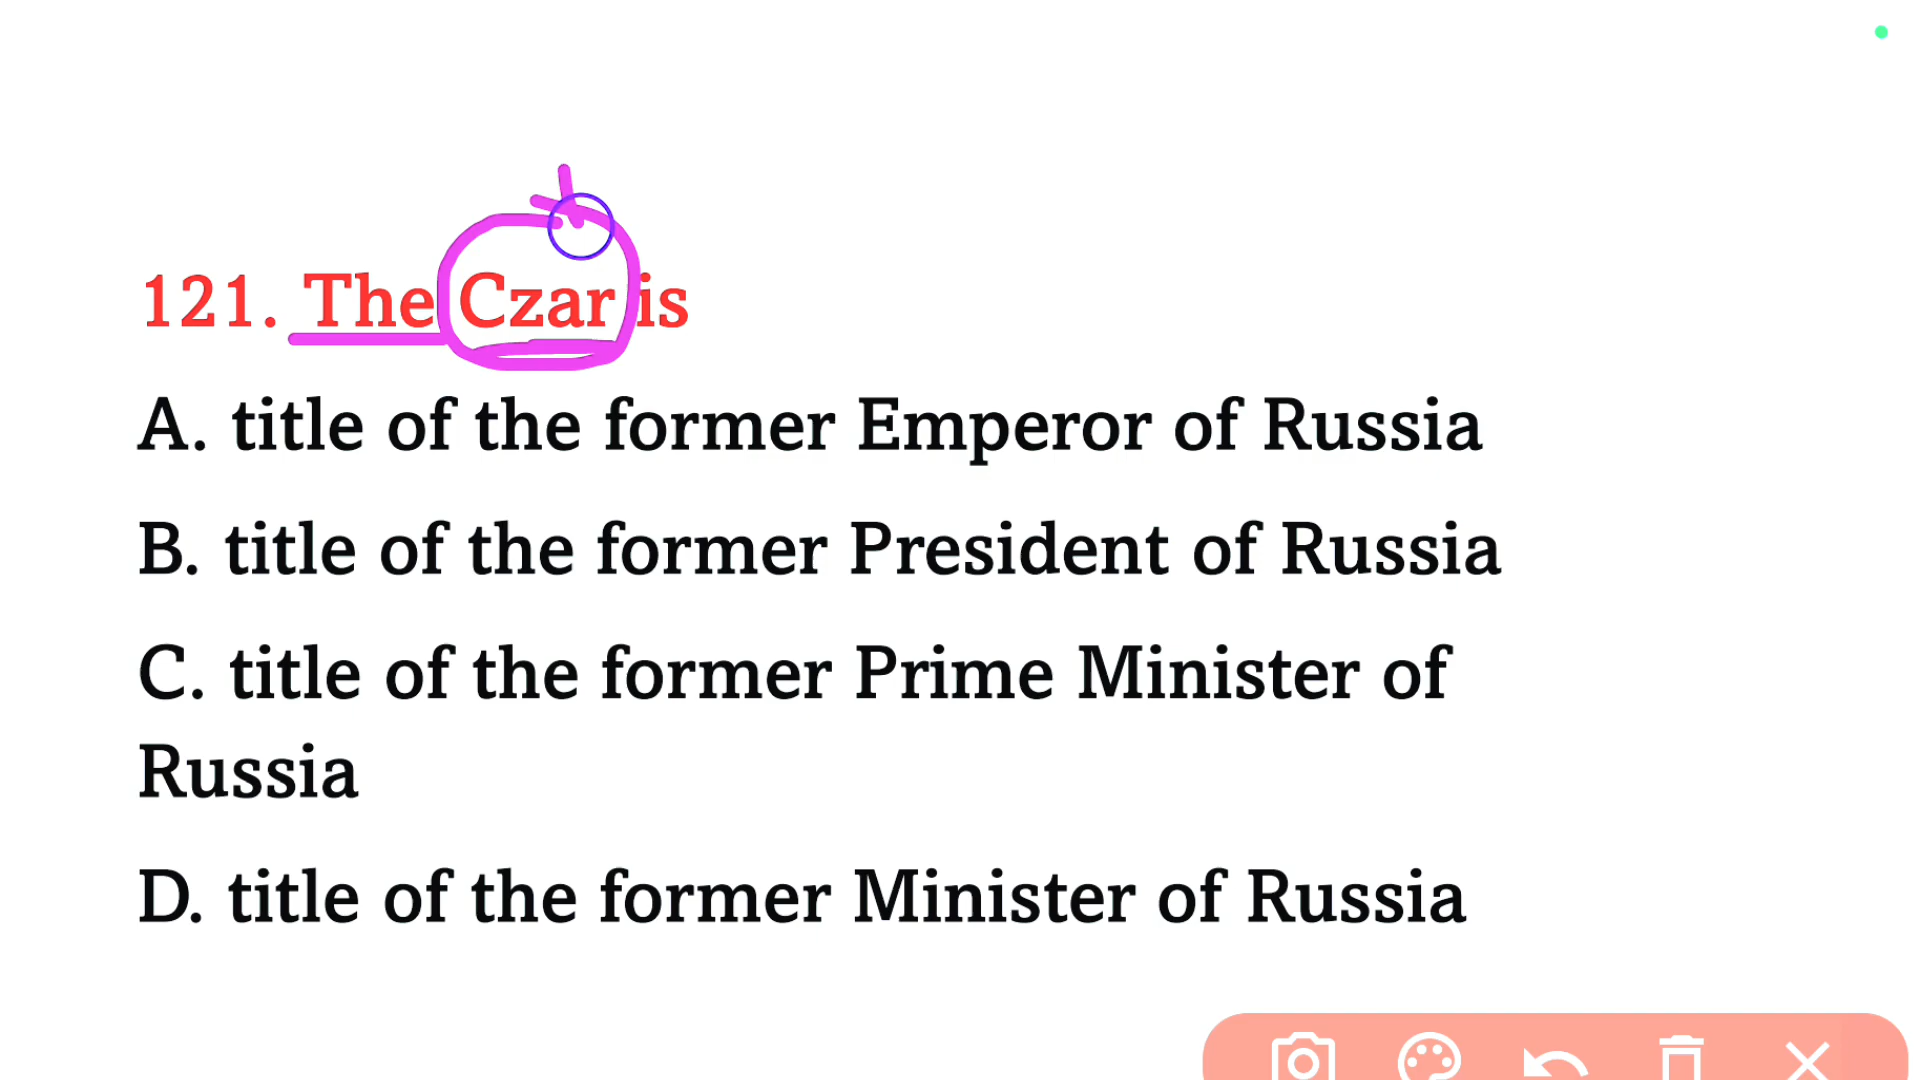 121. The Czar is
A. title of the former Emperor of Russia
B. title of the former President of Russia
C. title of the former Prime Minister of
Russia
D. title of the former Minister of Russia